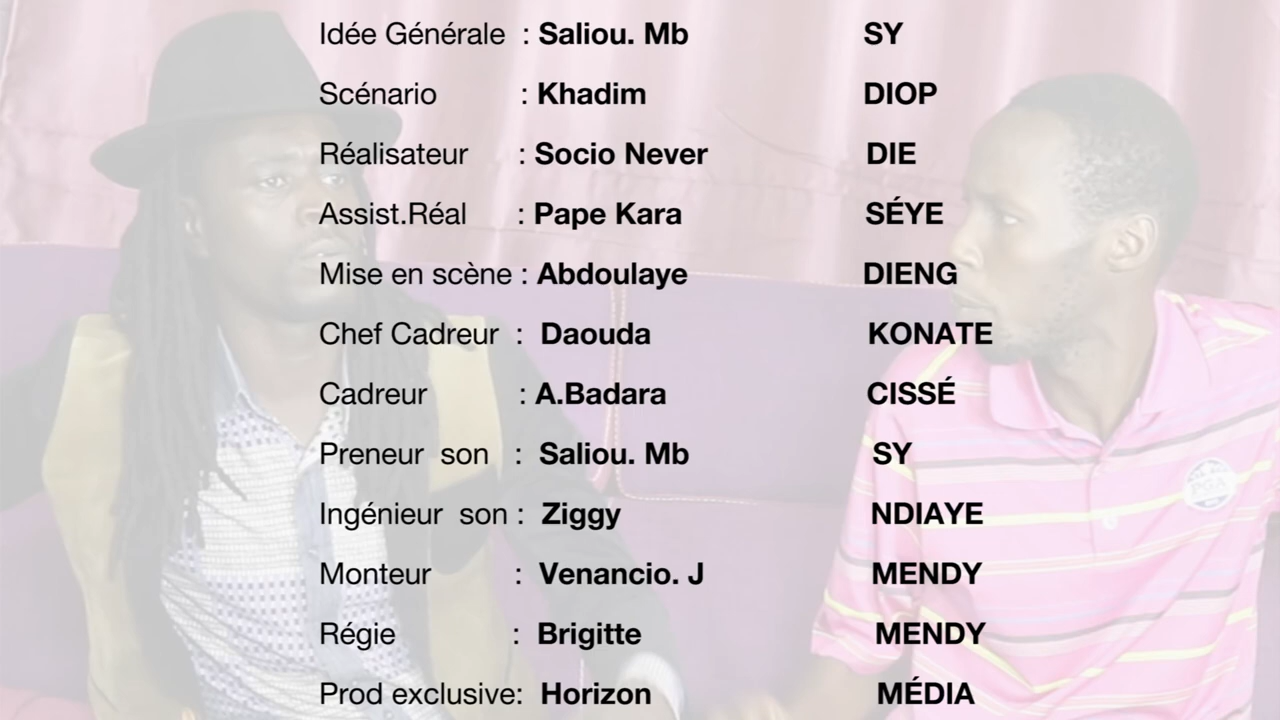 Idée Générale : Saliou. Mb SY
Scénario : Khadim DIOP
Réalisateur : Socio Never DIE
Assist.Réal : Pape Kara SÉYE
Mise en scène : Abdoulaye DIENG
Chef Cadreur : Daouda KONATE
Cadreur : A.Badara CISSÉ
Preneur son : Saliou. Mb SY
Ingénieur son : Ziggy NDIAYE
Monteur : Venancio. J MENDY
Régie : Brigitte MENDY
Prod exclusive: Horizon MÉDIA
PGA